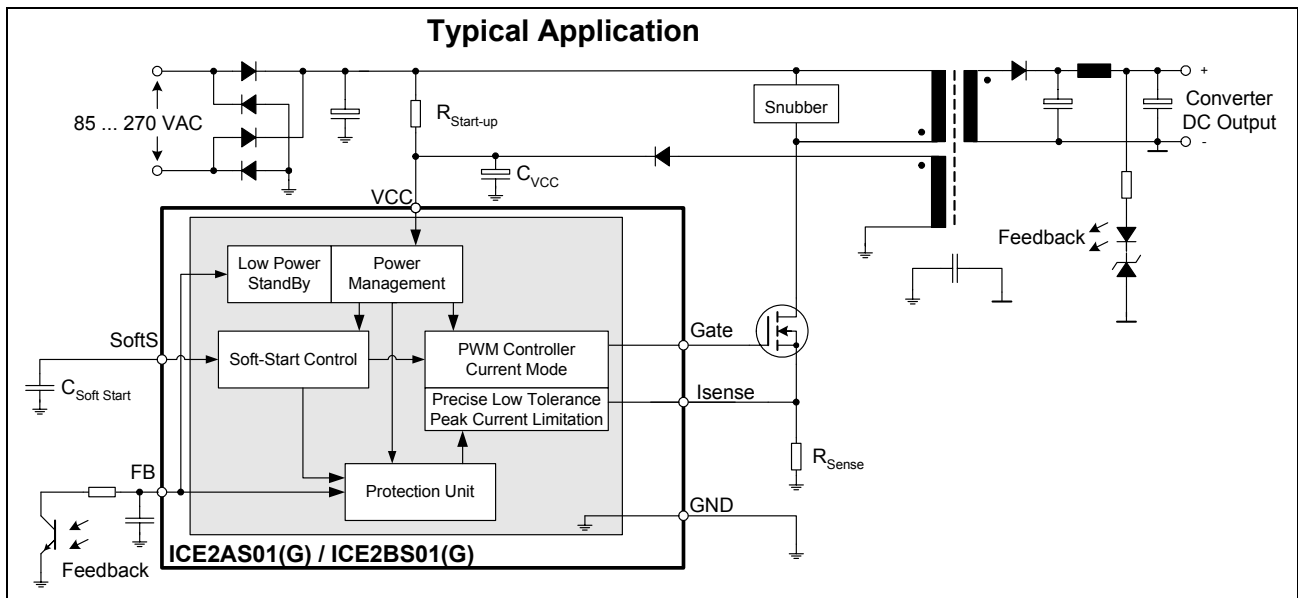 Typical Application
85 ... 270 VAC
RStart-up
Snubber
+
Converter
DC Output
-
CVCC
VCC
Feedback
Low Power
StandBy
Power
Management
SoftS
Soft-Start Control
PWM Controller
Current Mode
Gate
CSoft Start
Precise Low Tolerance
Peak Current Limitation
Isense
RSense
FB
Protection Unit
GND
ICE2AS01(G) / ICE2BS01(G)
Feedback